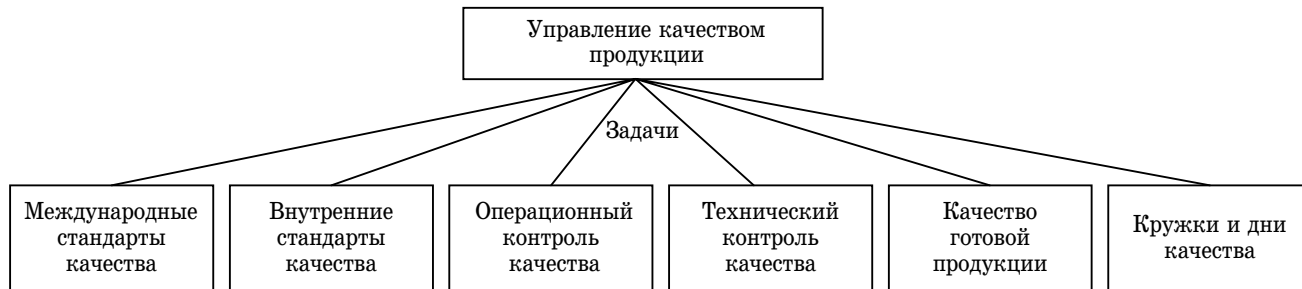 Управление качеством
продукции
Задачи
Международные
стандарты
качества
Внутренние
стандарты
качества
Операционный
контроль
качества
Технический
контроль
качества
Качество
готовой
продукции
Кружки и дни
качества